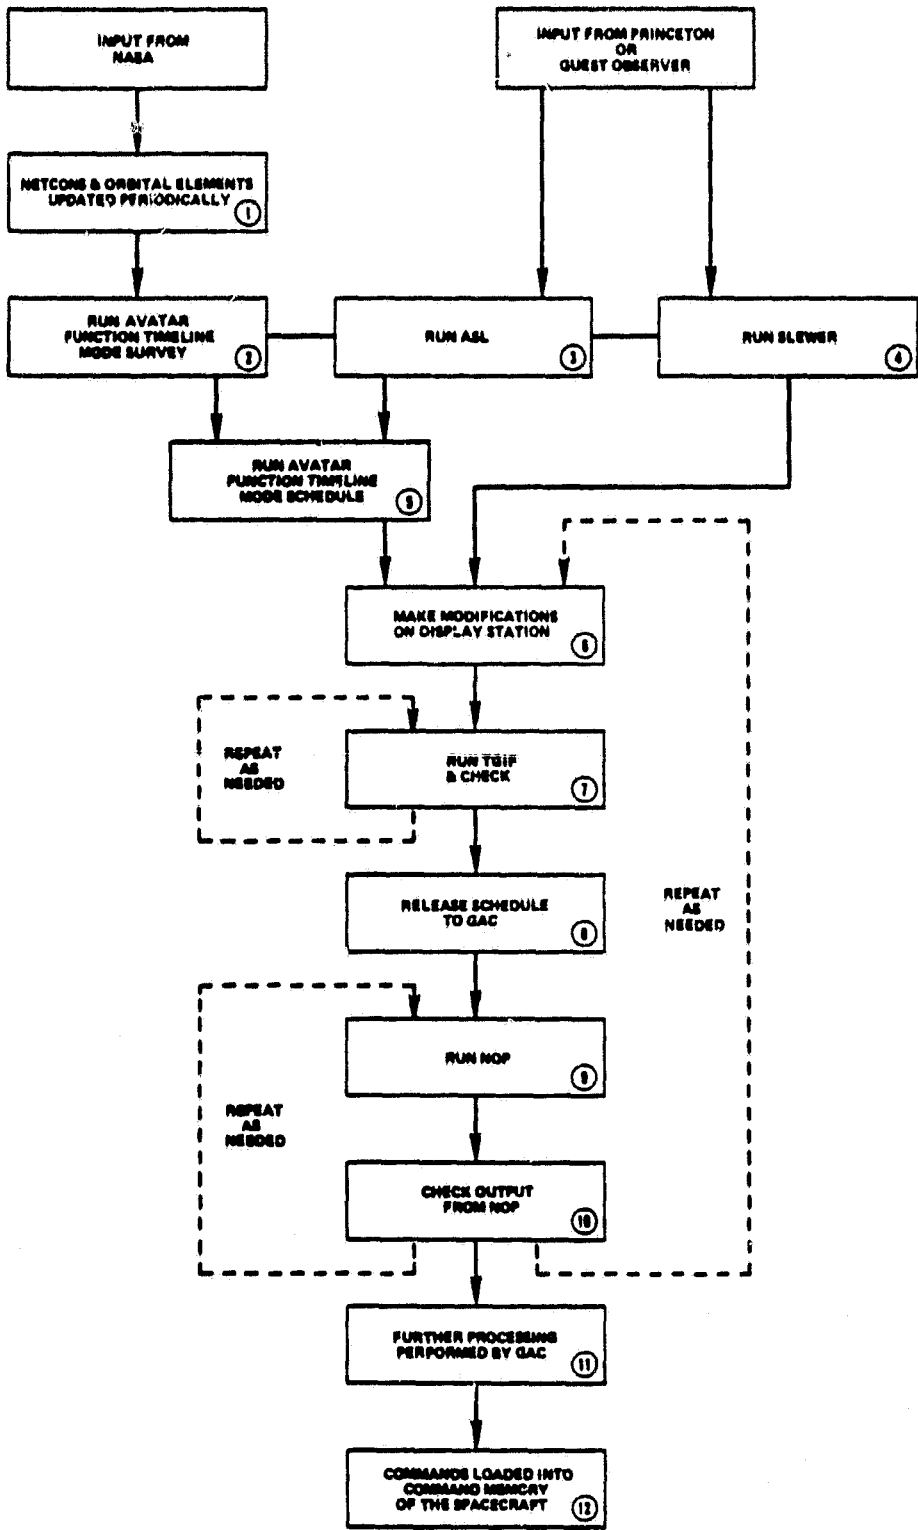 INPUT FROM
NASA
INPUT FROM PRINCETON
OR
GUEST OBSERVER
NETCONS & ORBITAL ELEMENTS
UPDATED PERIODICALLY
1
RUN AVATAR
FUNCTION TIMELINE
MODE SURVEY
2
RUN ASL
3
RUN SLEWER
4
RUN AVATAR
FUNCTION TIMELINE
MODE SCHEDULE
5
MAKE MODIFICATIONS
ON DISPLAY STATION
6
REPEAT
AS
NEEDED
RUN TGIF
& CHECK
7
RELEASE SCHEDULE
TO GAC
8
REPEAT
AS
NEEDED
RUN NOP
9
REPEAT
AS
NEEDED
CHECK OUTPUT
FROM NOP
10
FURTHER PROCESSING
PERFORMED BY GAC
11
COMMANDS LOADED INTO
COMMAND MEMORY
OF THE SPACECRAFT
12